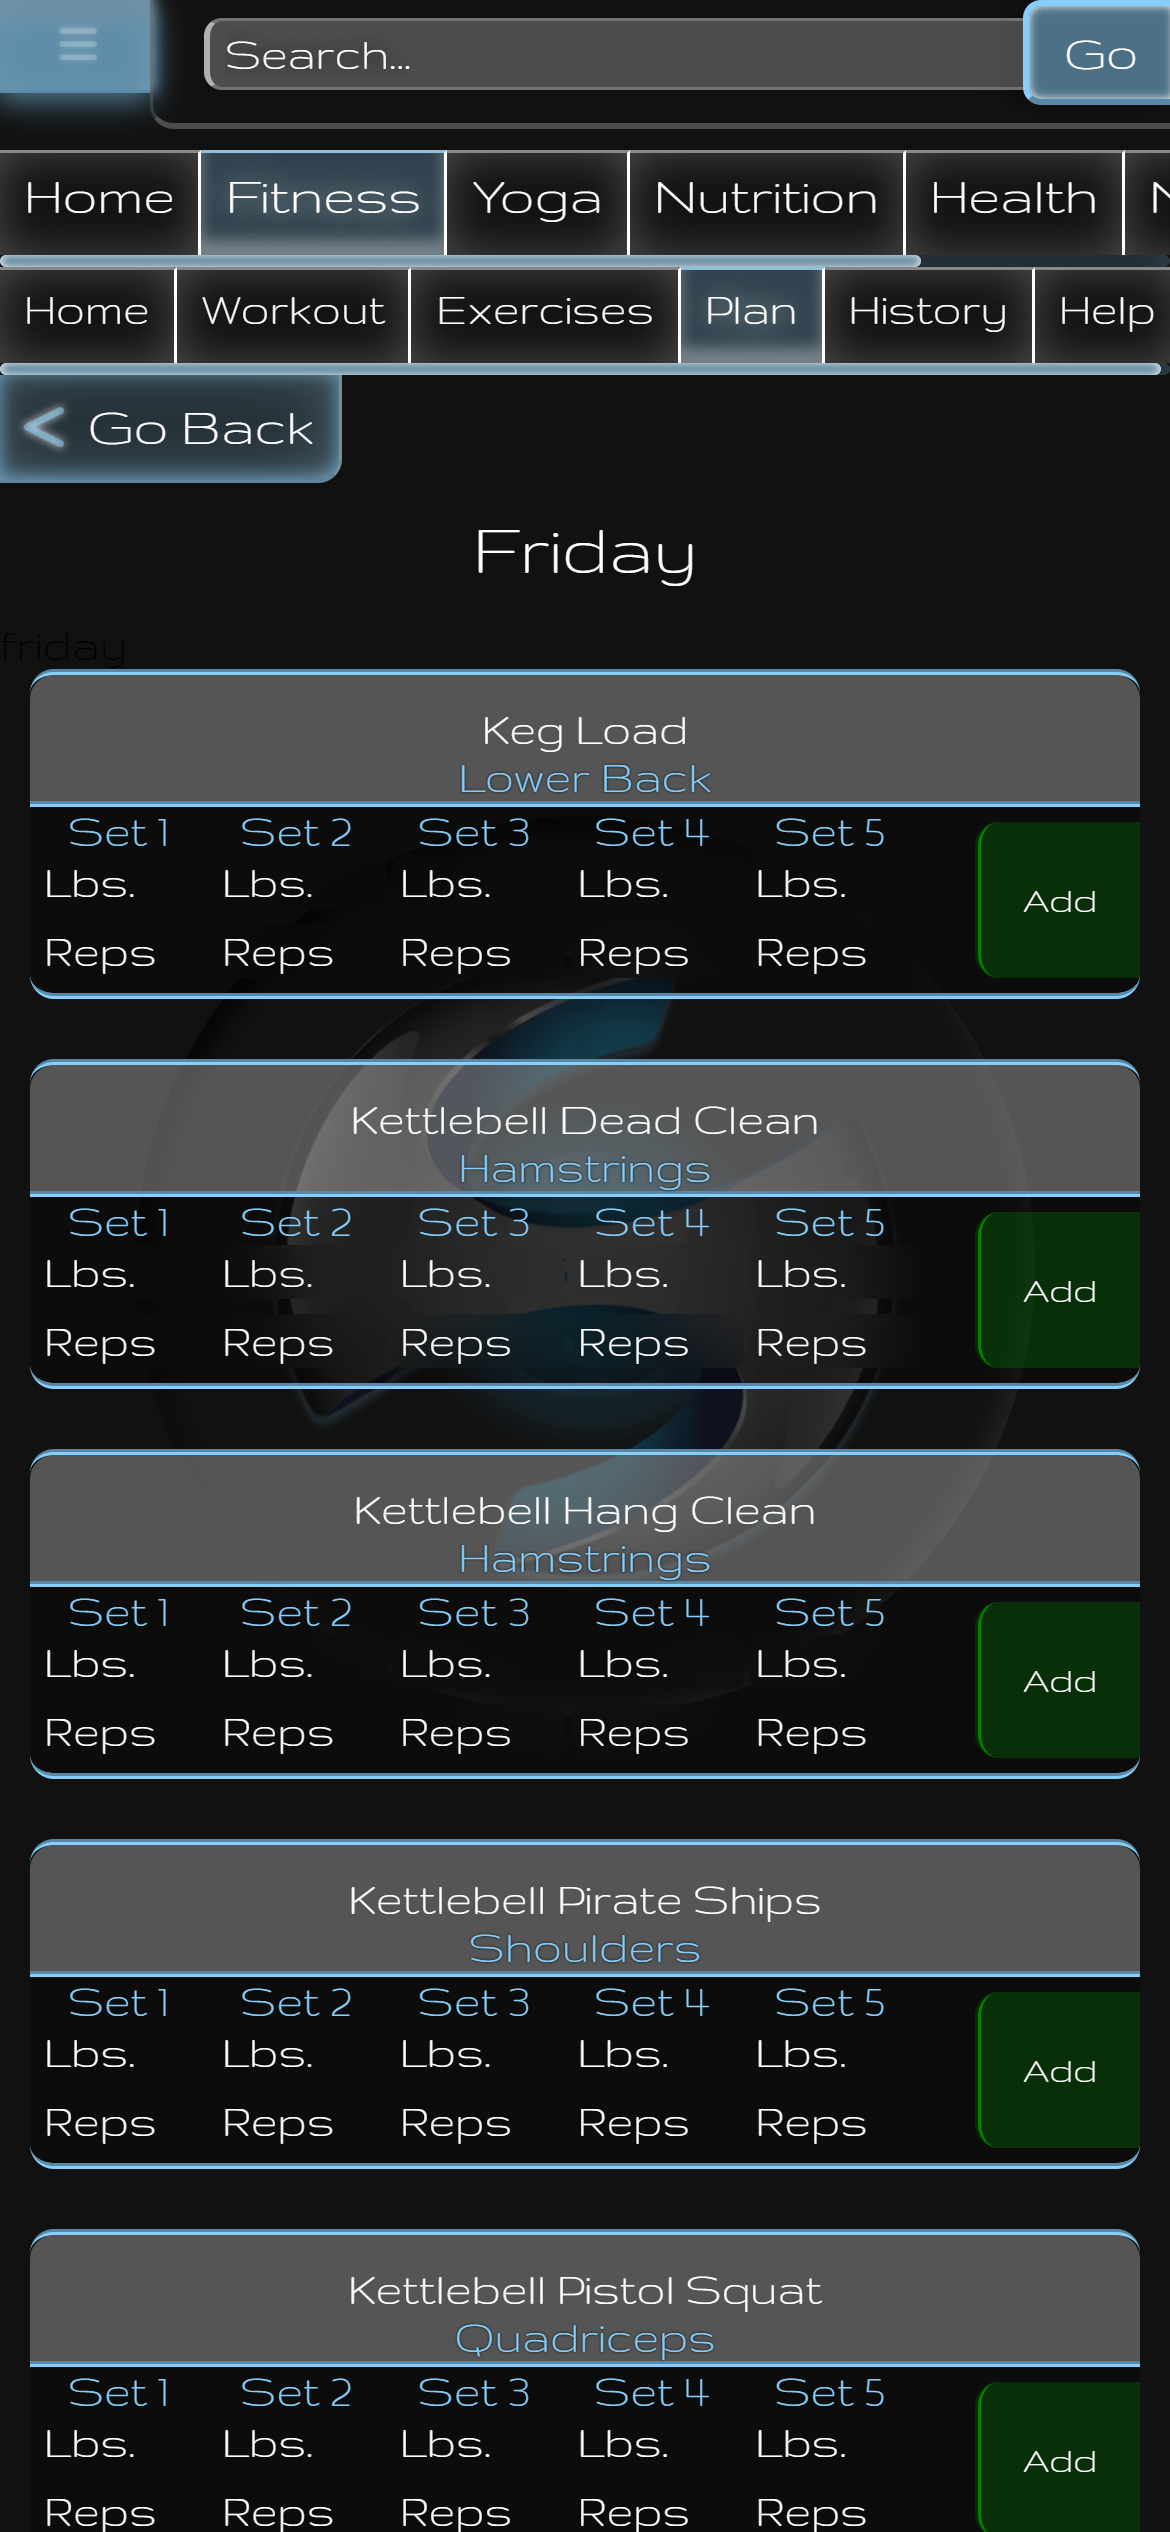 Search...
Go
Home Fitness Yoga Nutrition Health
Home Workout Exercises Plan History Help
< Go Back
Friday
friday
Keg Load
Lower Back
Set 1 Set 2 Set 3 Set 4 Set 5
Lbs. Lbs. Lbs. Lbs. Lbs.
Add
Reps Reps Reps Reps Reps
Kettlebell Dead Clean
Hamstrings
Set 1 Set 2 Set 3 Set 4 Set 5
Lbs. Lbs. Lbs. Lbs. Lbs.
Add
Reps Reps Reps Reps Reps
Kettlebell Hang Clean
Hamstrings
Set 1 Set 2 Set 3 Set 4 Set 5
Lbs. Lbs. Lbs. Lbs. Lbs.
Add
Reps Reps Reps Reps Reps
Kettlebell Pirate Ships
Shoulders
Set 1 Set 2 Set 3 Set 4 Set 5
Lbs. Lbs. Lbs. Lbs. Lbs.
Add
Reps Reps Reps Reps Reps
Kettlebell Pistol Squat
Quadriceps
Set 1 Set 2 Set 3 Set 4 Set 5
Lbs. Lbs. Lbs. Lbs. Lbs.
Add
Reps Reps Reps Reps Reps